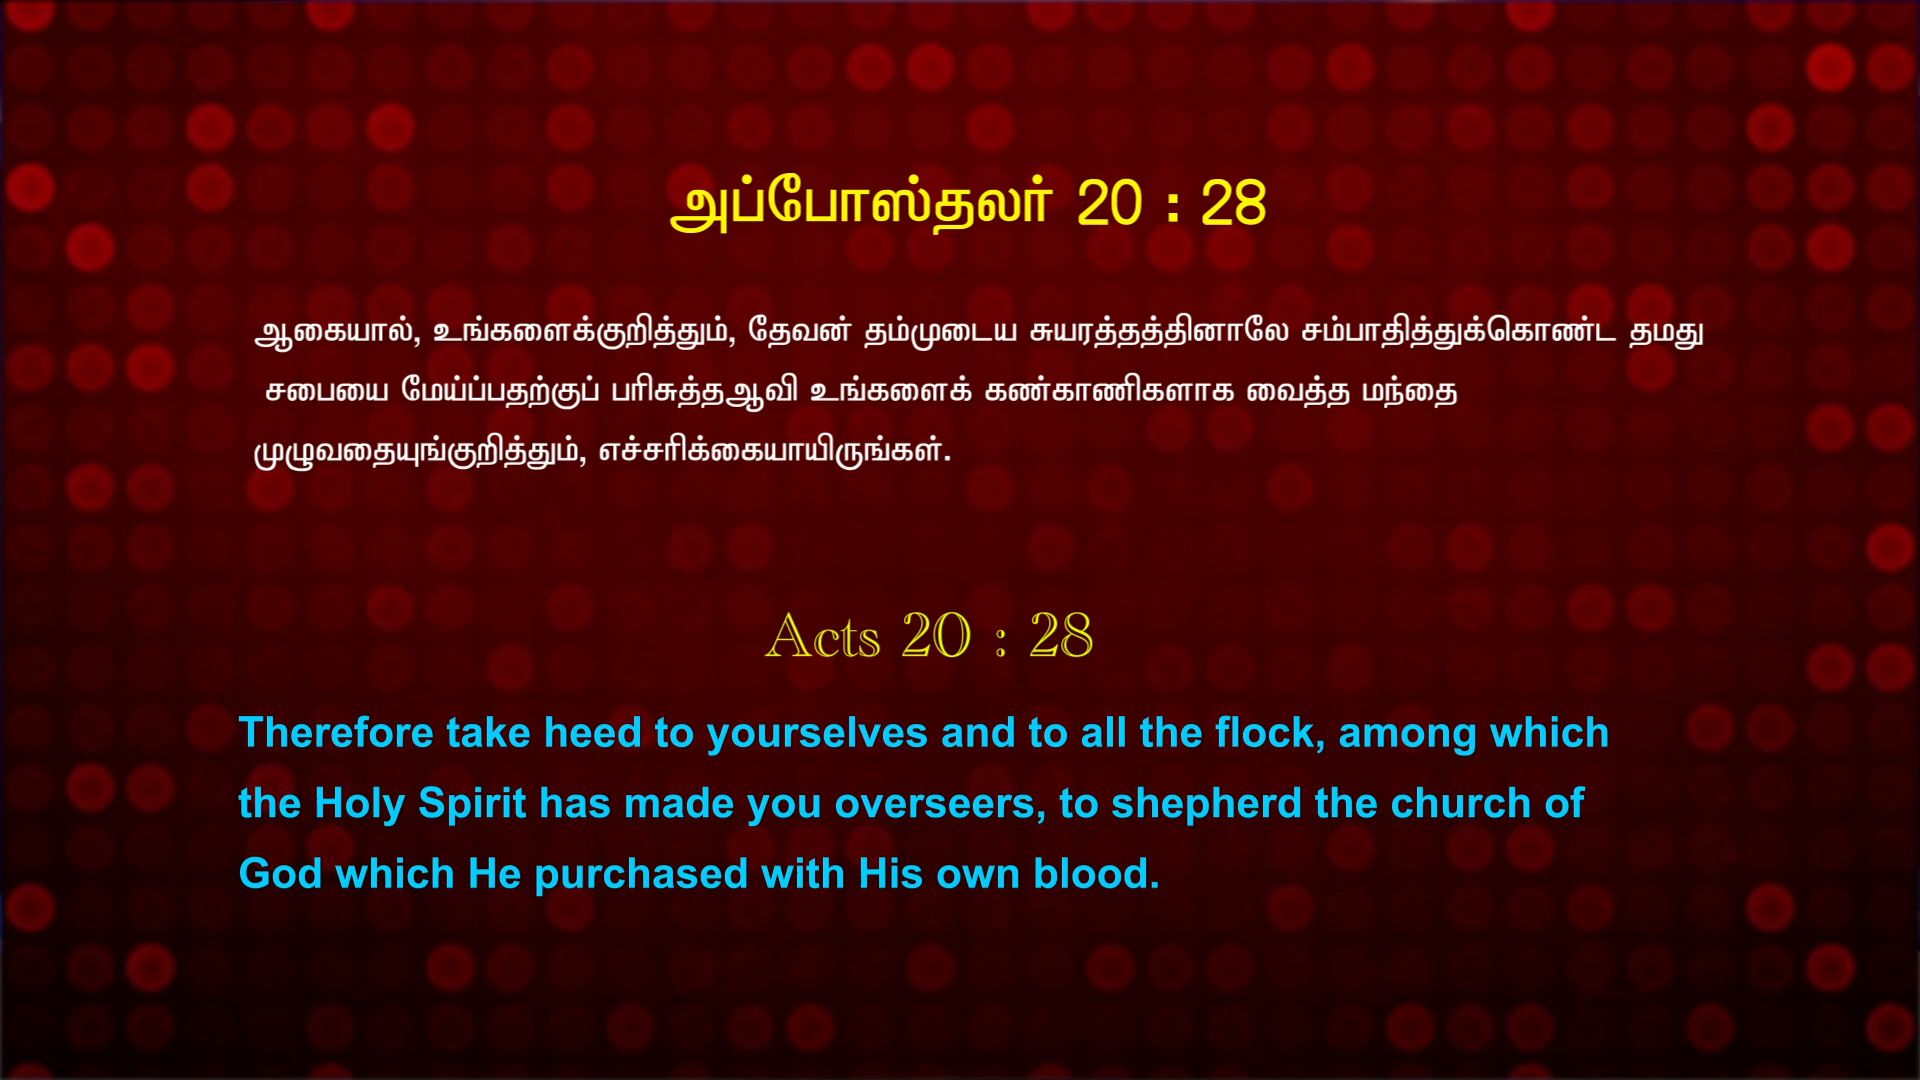 அப்போஸ்தலர் 20 : 28
ஆகையால், உங்களைக்குறித்தும், தேவன் தம்முடைய சுயரத்தத்தினாலே சம்பாதித்துக்கொண்ட தமது
சபையை மேய்ப்பதற்குப் பரிசுத்தஆவி உங்களைக் கண்காணிகளாக வைத்த மந்தை
முழுவதையுங்குறித்தும், எச்சரிக்கையாயிருங்கள்.
Acts 20 : 28
Therefore take heed to yourselves and to all the flock, among which
the Holy Spirit has made you overseers, to shepherd the church of
God which He purchased with His own blood.